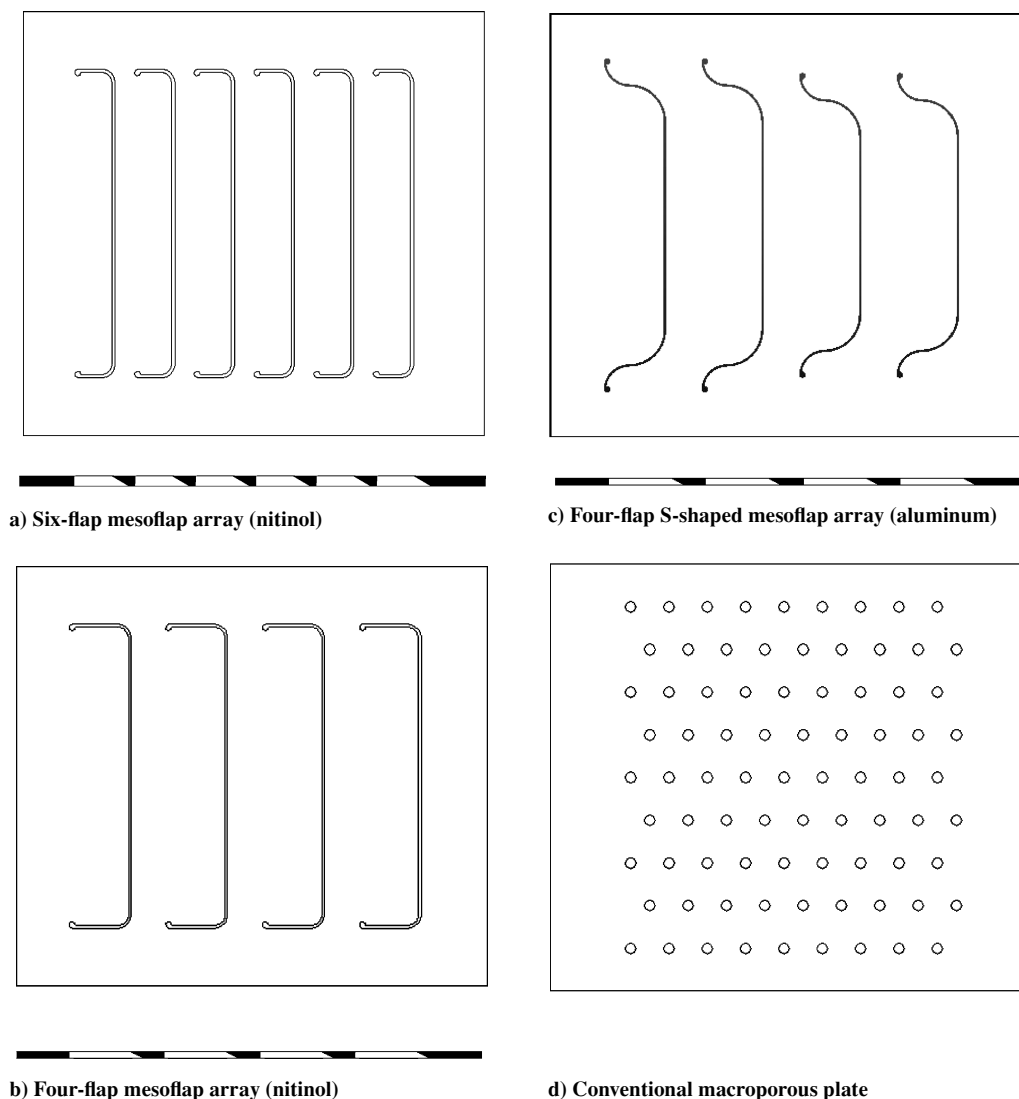 a) Six-flap mesoflap array (nitinol)
c) Four-flap S-shaped mesoflap array (aluminum)
b) Four-flap mesoflap array (nitinol)
d) Conventional macroporous plate